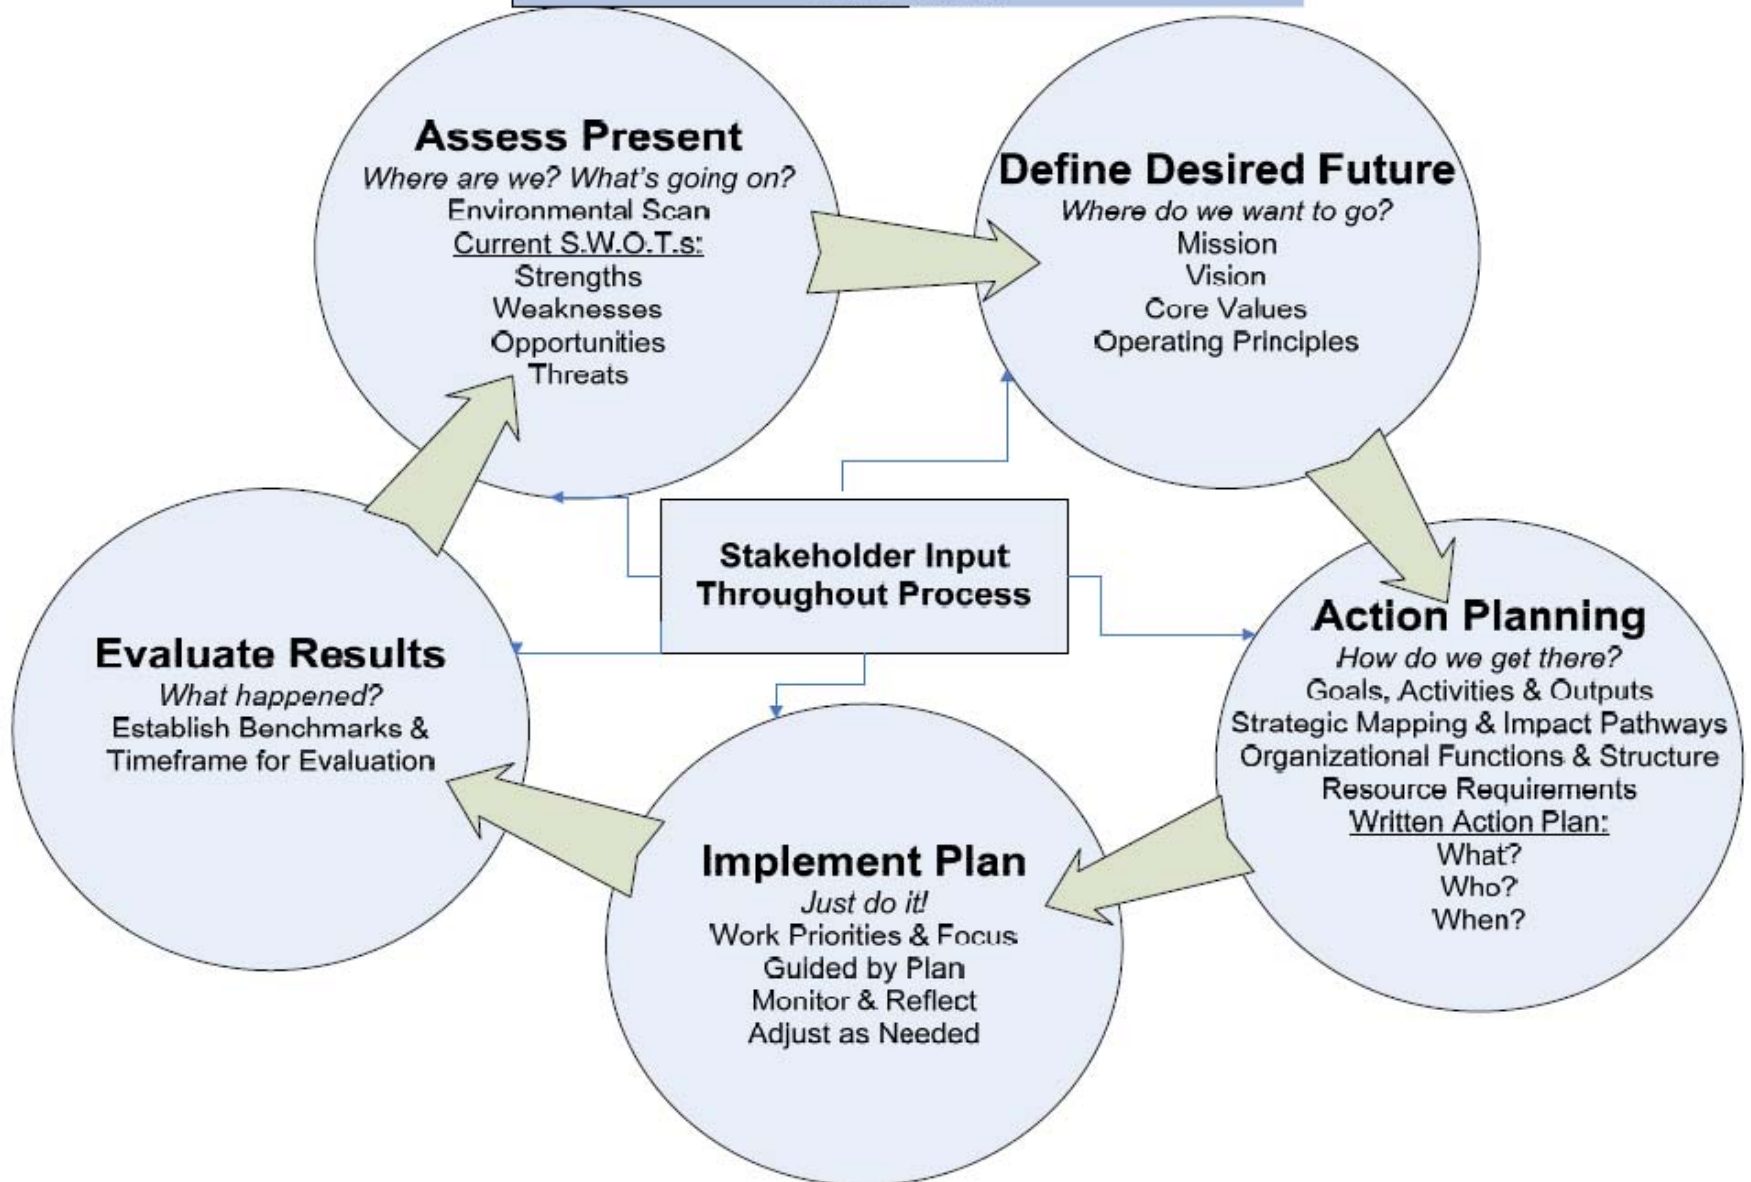 Assess Present
Where are we? What's going on?
Environmental Scan
Current S.W.O.T.s:
Strengths
Weaknesses
Opportunities
Threats
Define Desired Future
Where do we want to go?
Mission
Vision
Core Values
Operating Principles
Action Planning
How do we get there?
Goals, Activities & Outputs
Strategic Mapping & Impact Pathways
Organizational Functions & Structure
Resource Requirements
Written Action Plan:
What?
Who?
When?
Implement Plan
Just do it!
Work Priorities & Focus
Guided by Plan
Monitor & Reflect
Adjust as Needed
Evaluate Results
What happened?
Establish Benchmarks &
Timeframe for Evaluation
Stakeholder Input
Throughout Process